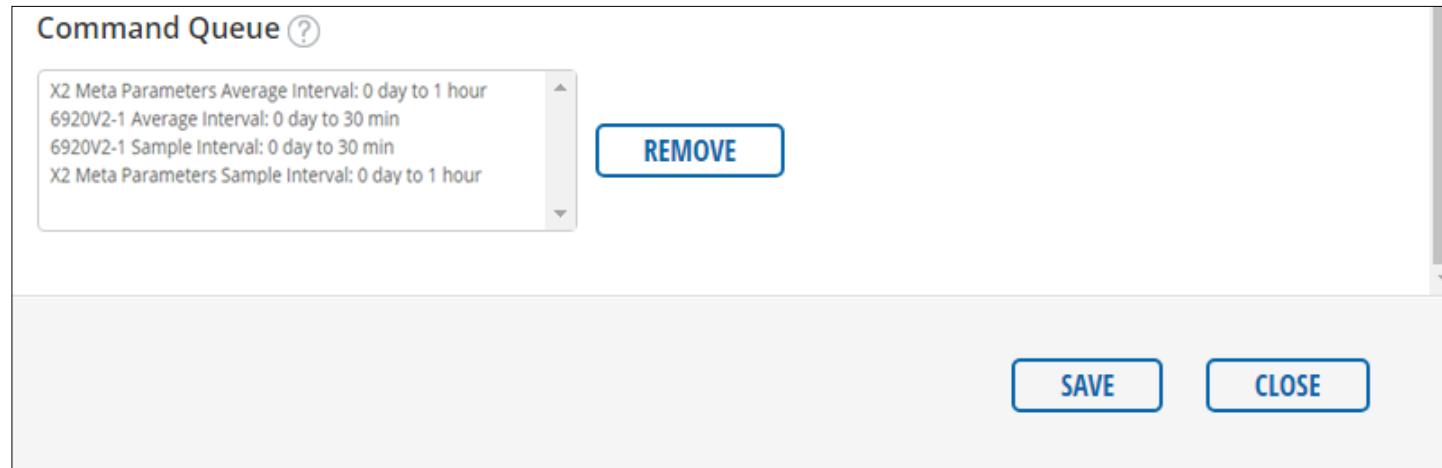 Command Queue ?
X2 Meta Parameters Average Interval: 0 day to 1 hour
6920V2-1 Average Interval: 0 day to 30 min
6920V2-1 Sample Interval: 0 day to 30 min
X2 Meta Parameters Sample Interval: 0 day to 1 hour
REMOVE
SAVE CLOSE